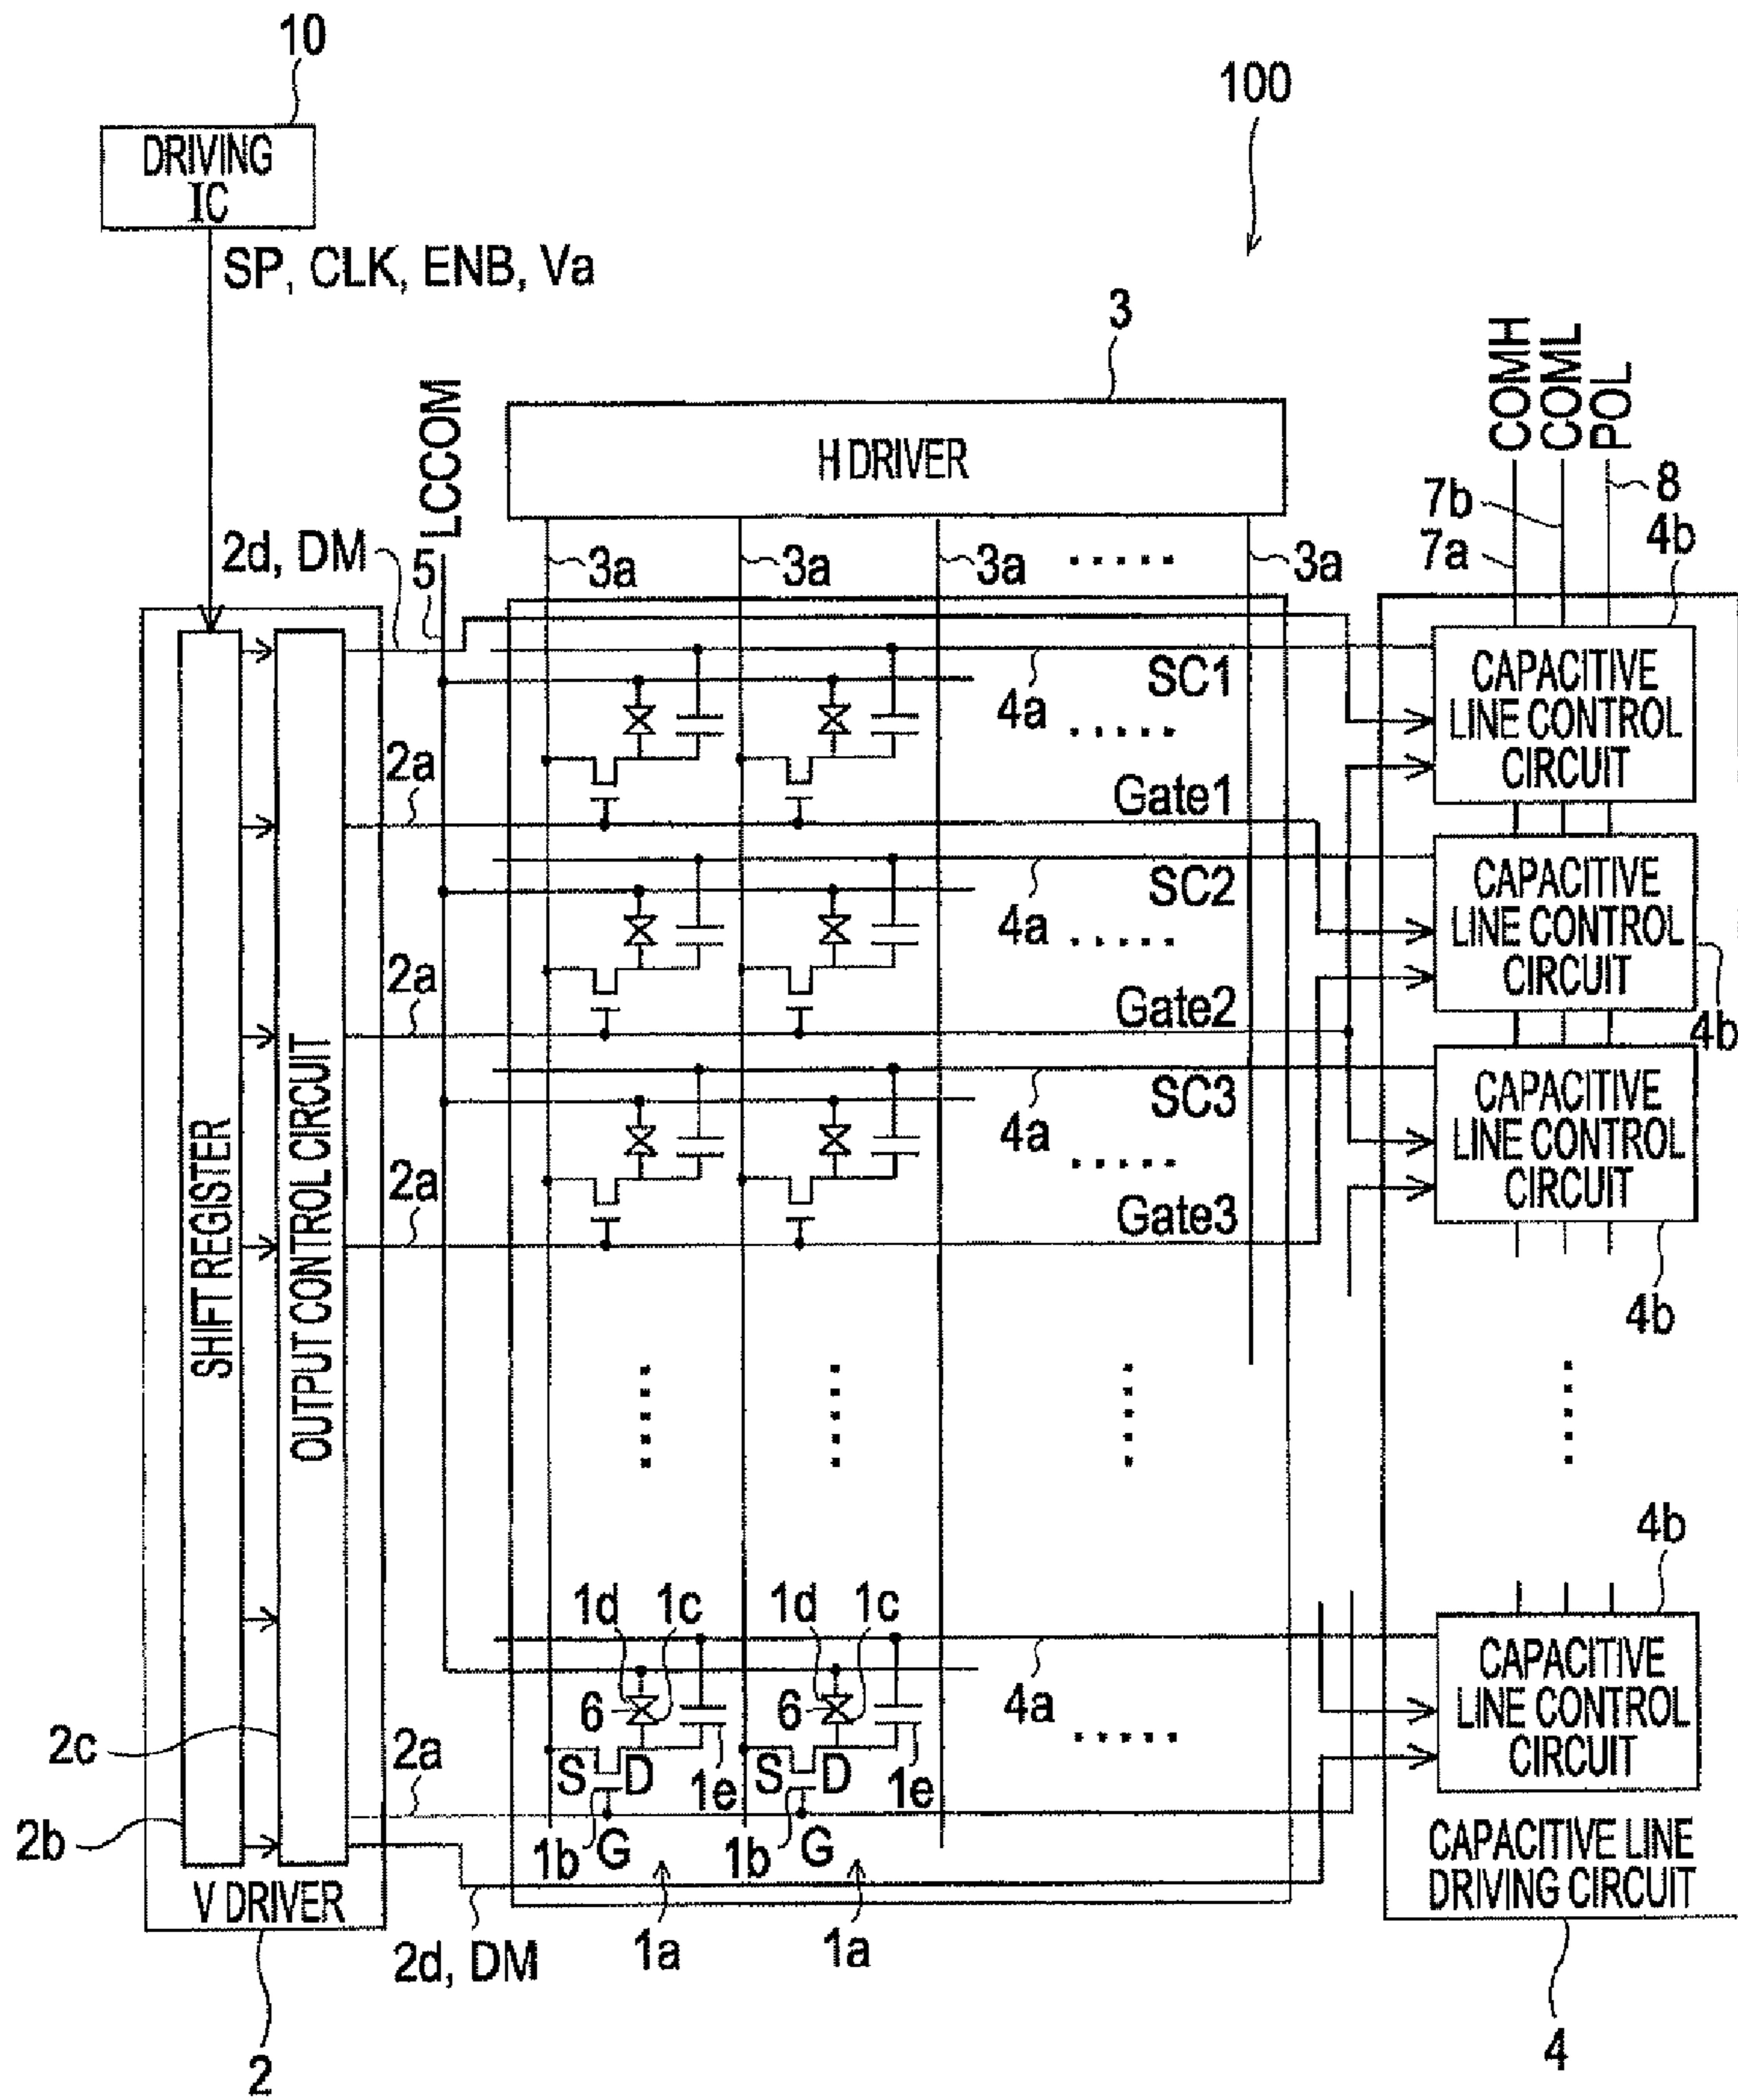 10
100
DRIVING
IC
SP, CLK, ENB, Va
3
COMH
COML
POL
LCCOM
H DRIVER
8
7b
4b
2d, DM
5
7a
3a
3a
3a
.....
3a
CAPACITIVE
LINE CONTROL
CIRCUIT
SC1
4a
.....
2a
Gate1
CAPACITIVE
LINE CONTROL
CIRCUIT
SC2
4a
.....
2a
Gate2
4b
CAPACITIVE
LINE CONTROL
CIRCUIT
SC3
4a
.....
2a
Gate3
4b
SHIFT REGISTER
OUTPUT CONTROL CIRCUIT
4b
1d
1c
1d
1c
CAPACITIVE
LINE CONTROL
CIRCUIT
6
6
4a
.....
2c
2a
S
D
1e
S
D
1e
2b
1b
G
1b
G
CAPACITIVE LINE
DRIVING CIRCUIT
V DRIVER
2d, DM
1a
1a
2
4